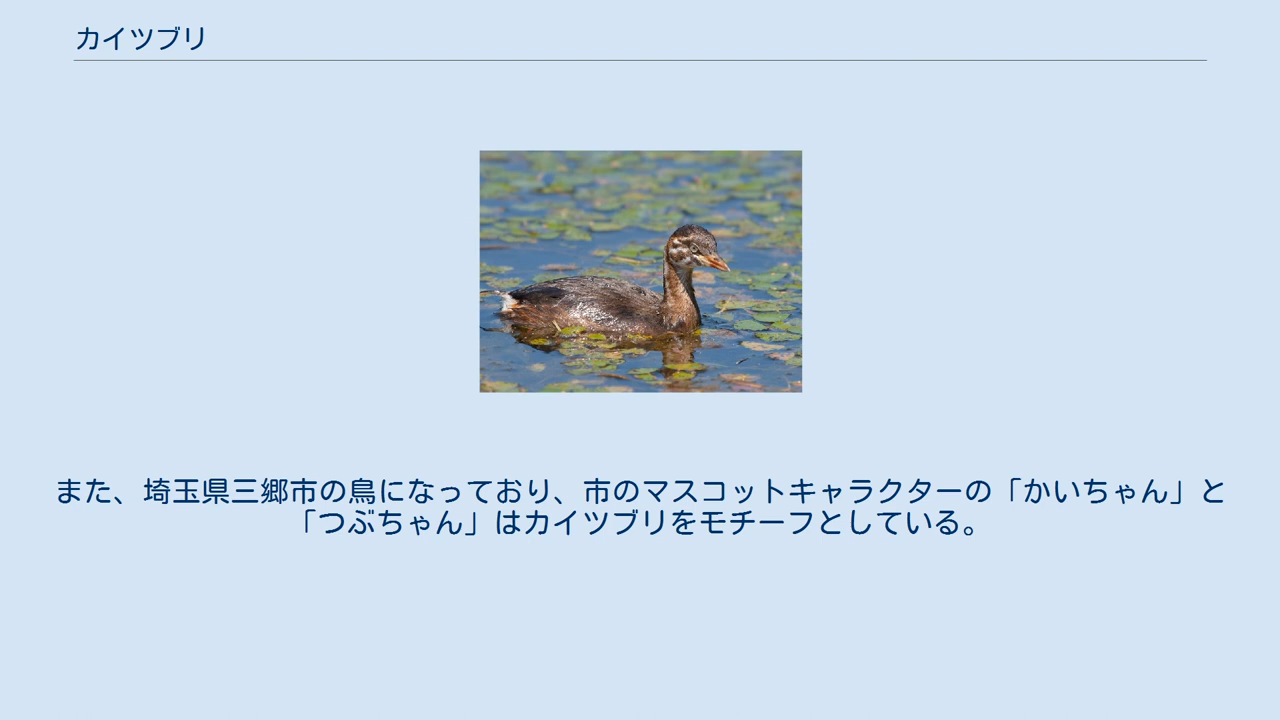 カイツブリ
また、埼玉県三郷市の鳥になっており、市のマスコットキャラクターの「かいちゃん」と
「つぶちゃん」はカイツブリをモチーフとしている。